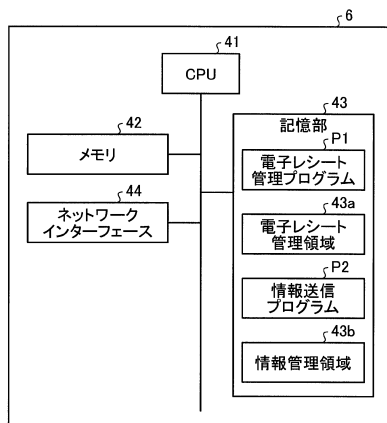 6
41
CPU
42
メモリ
44
ネットワーク
インターフェース
43
記憶部
P1
電子レシート
管理プログラム
43a
電子レシート
管理領域
P2
情報送信
プログラム
43b
情報管理領域